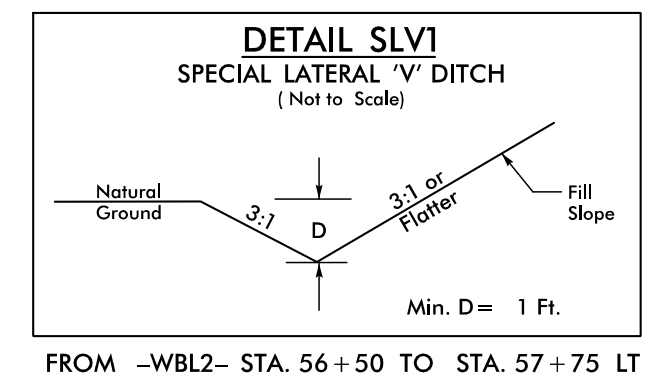 DETAIL SLV1
SPECIAL LATERAL 'V' DITCH
( Not to Scale)
Natural
Ground
3:1
D
3:1 or
Flatter
Fill
Slope
Min. D= 1 Ft.
FROM -WBL2- STA. 56+50 TO STA. 57+75 LT